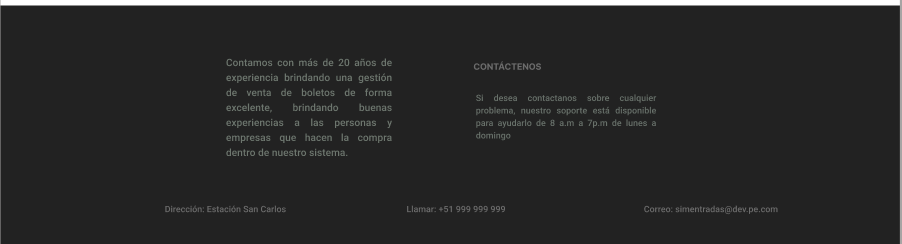 Contamos con más de 20 años de
experiencia brindando una gestión
de venta de boletos de forma
excelente, brindando buenas
experiencias a las personas y
empresas que hacen la compra
dentro de nuestro sistema.
CONTÁCTENOS
Si desea contactanos sobre cualquier
problema, nuestro soporte está disponible
para ayudarlo de 8 a.m a 7p.m de lunes a
domingo
Dirección: Estación San Carlos
Llamar: +51 999 999 999
Correo: simentradas@dev.pe.com